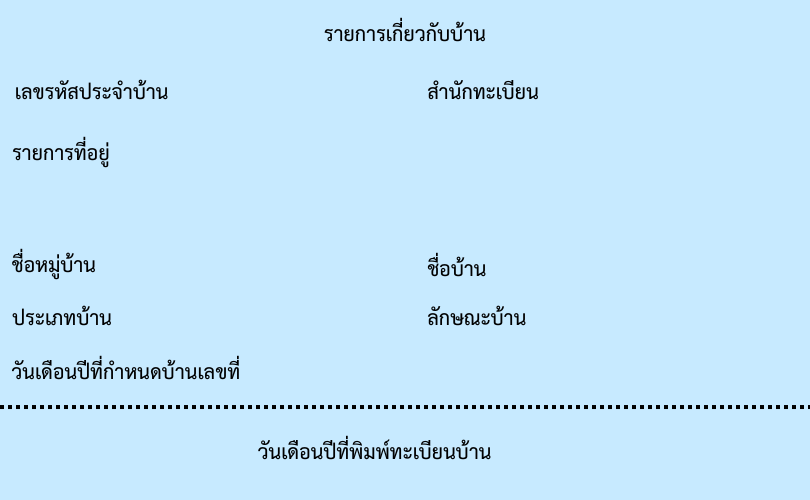 รายการเกี่ยวกับบ้าน
เลขรหัสประจำบ้าน สำนักทะเบียน
รายการที่อยู่
ชื่อหมู่บ้าน ชื่อบ้าน
ประเภทบ้าน ลักษณะบ้าน
วันเดือนปีที่กำหนดบ้านเลขที่
วันเดือนปีที่พิมพ์ทะเบียนบ้าน